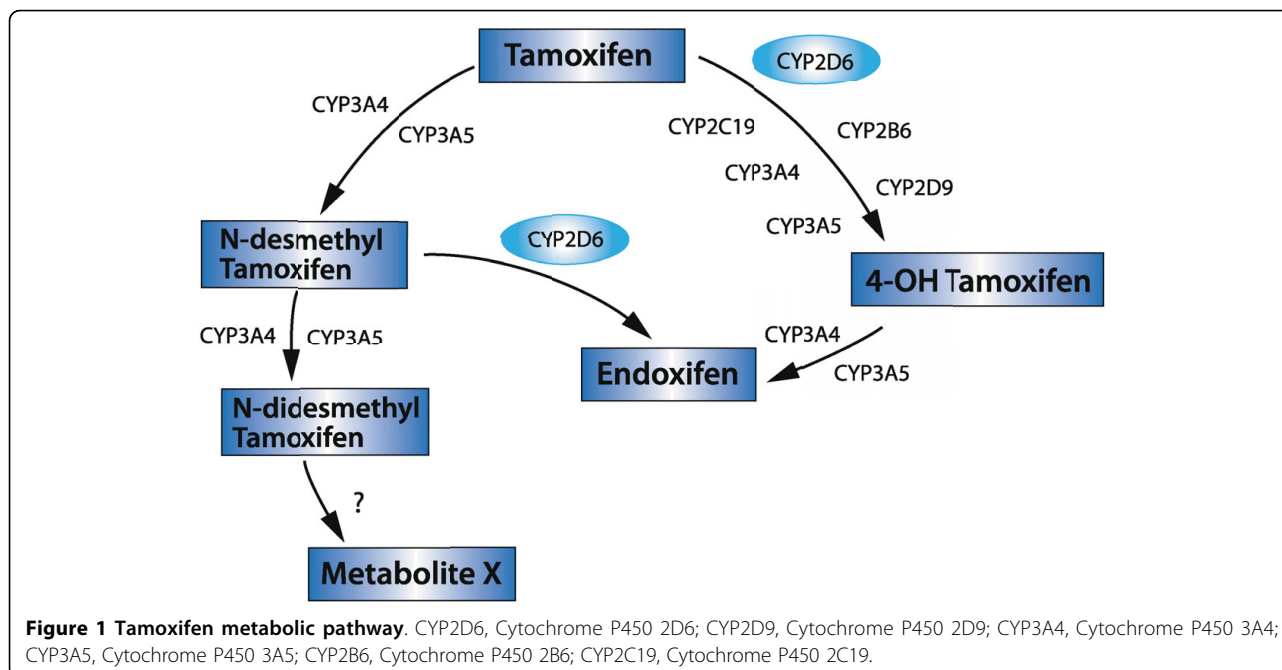 Tamoxifen
CYP2D6
CYP3A4
CYP3A5
CYP2C19
CYP2B6
CYP3A4
CYP2D9
CYP3A5
N-desmethyl
Tamoxifen
CYP2D6
4-OH Tamoxifen
CYP3A4
CYP3A5
CYP3A4
CYP3A5
Endoxifen
N-didesmethyl
Tamoxifen
?
Metabolite X
Figure 1 Tamoxifen metabolic pathway. CYP2D6, Cytochrome P450 2D6; CYP2D9, Cytochrome P450 2D9; CYP3A4, Cytochrome P450 3A4;
CYP3A5, Cytochrome P450 3A5; CYP2B6, Cytochrome P450 2B6; CYP2C19, Cytochrome P450 2C19.